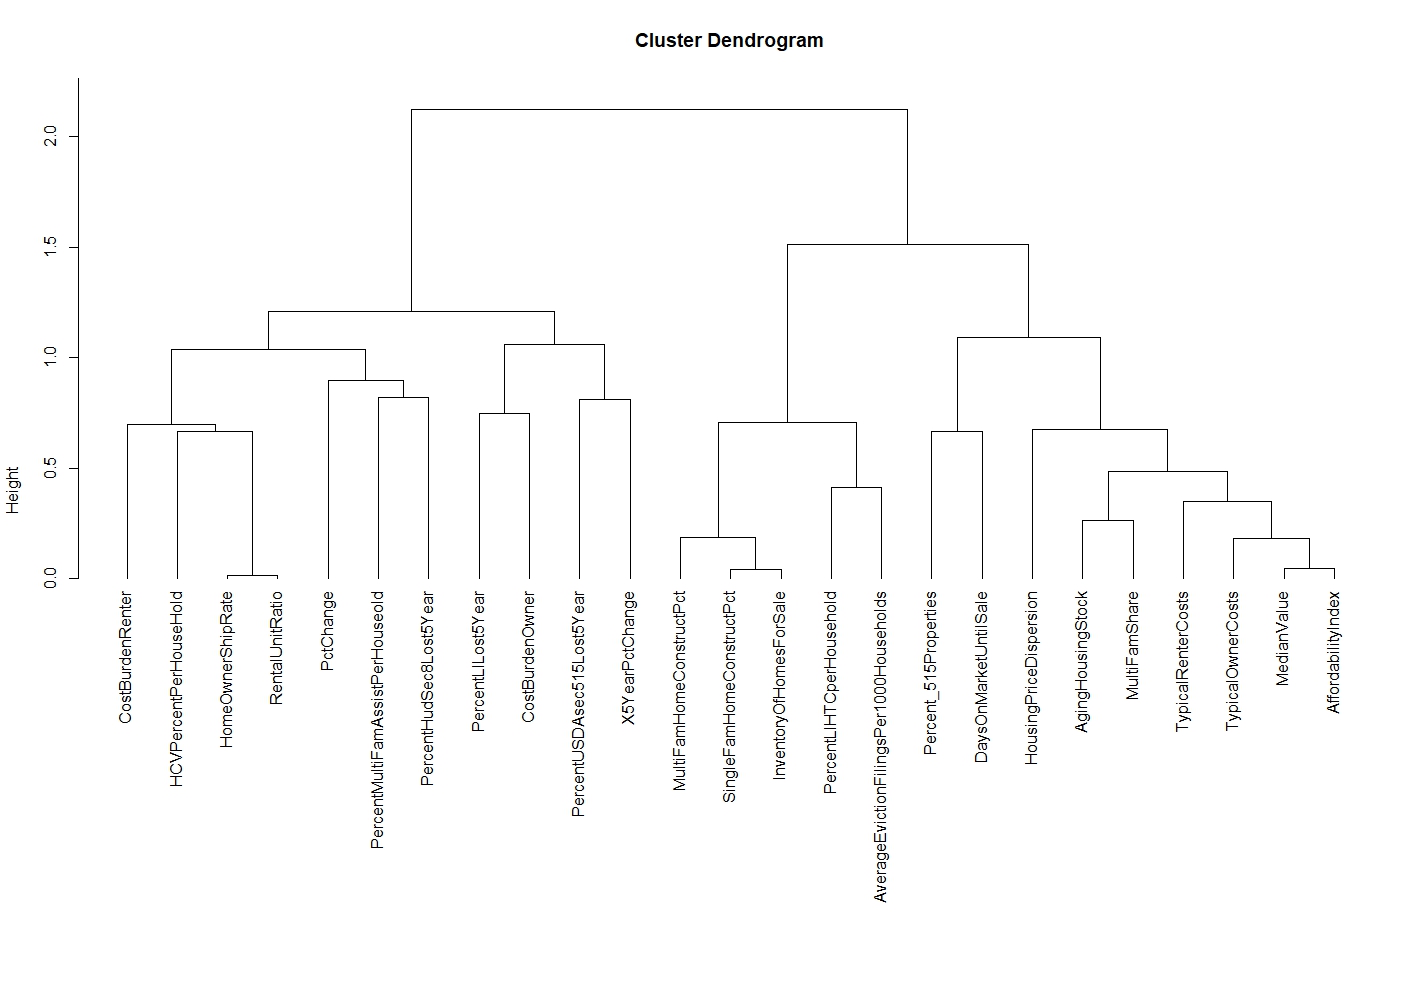 Cluster Dendrogram
Height
2.0
1.5
1.0
0.5
0.0
CostBurdenRenter
HCVPercentPerHouseHold
HomeOwnerShipRate
RentalUnitRatio
PctChange
PercentMultiFamAssistPerHouseold
PercentHudSec8Lost5Year
PercentLILost5Year
CostBurdenOwner
PercentUSDAsec515Lost5Year
X5YearPctChange
MultiFamHomeConstructPct
SingleFamHomeConstructPct
InventoryOfHomesForSale
PercentLIHTCperHousehold
AverageEvictionFilingsPer1000Households
Percent_515Properties
DaysOnMarketUntilSale
HousingPriceDispersion
AgingHousingStock
MultiFamShare
TypicalRenterCosts
TypicalOwnerCosts
MedianValue
AffordabilityIndex